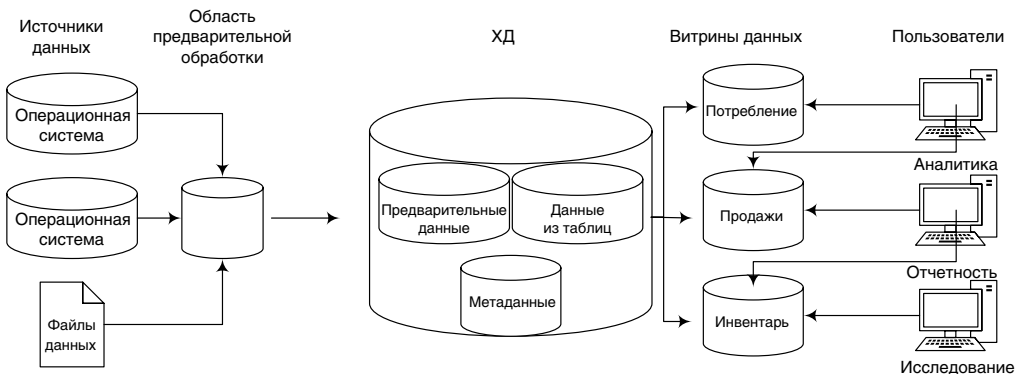 Источники
данных
Область
предварительной
обработки
ХД
Витрины данных
Пользователи
Операционная
система
Операционная
система
Файлы
данных
Предварительные
данные
Данные
из таблиц
Метаданные
Потребление
Продажи
Инвентарь
Аналитика
Отчетность
Исследование